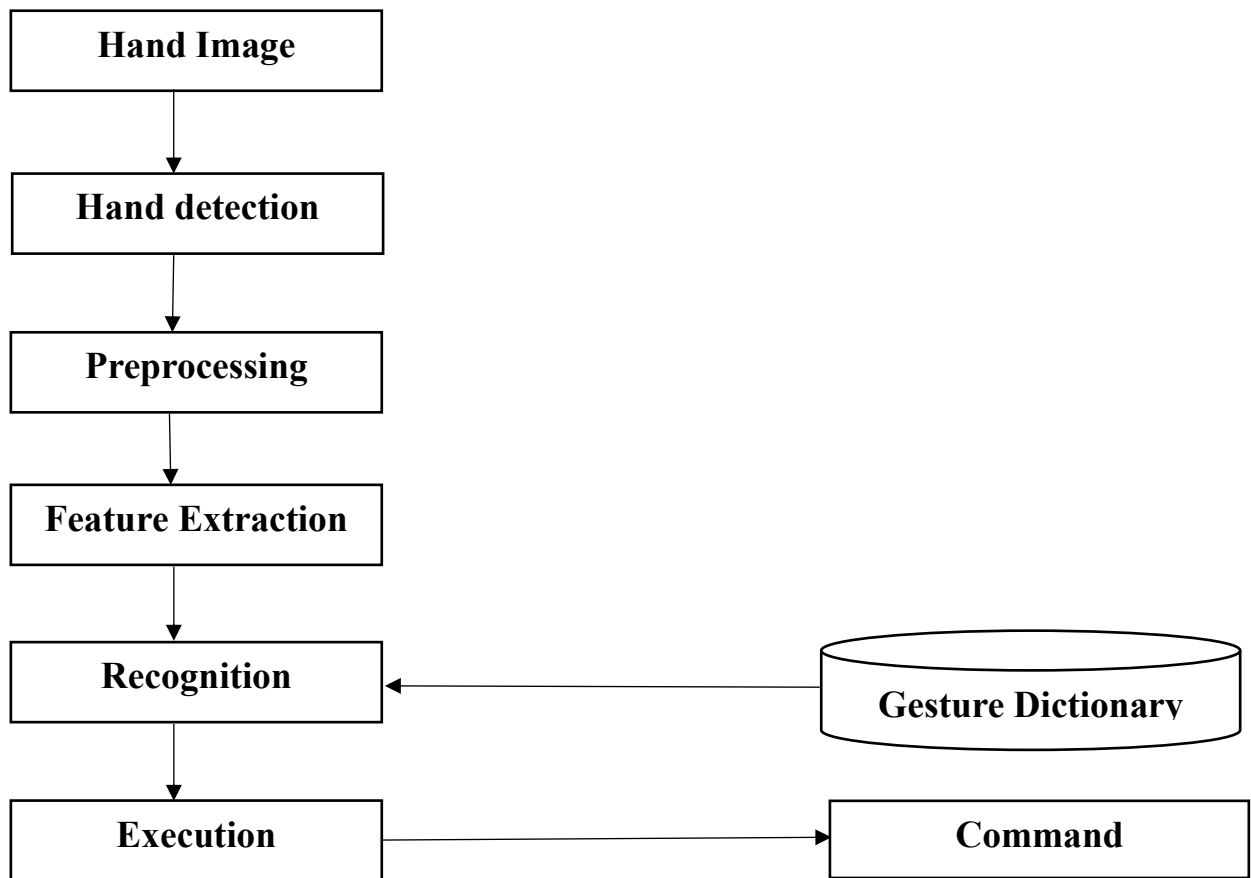 Hand Image
Hand detection
Preprocessing
Feature Extraction
Recognition
Gesture Dictionary
Execution
Command